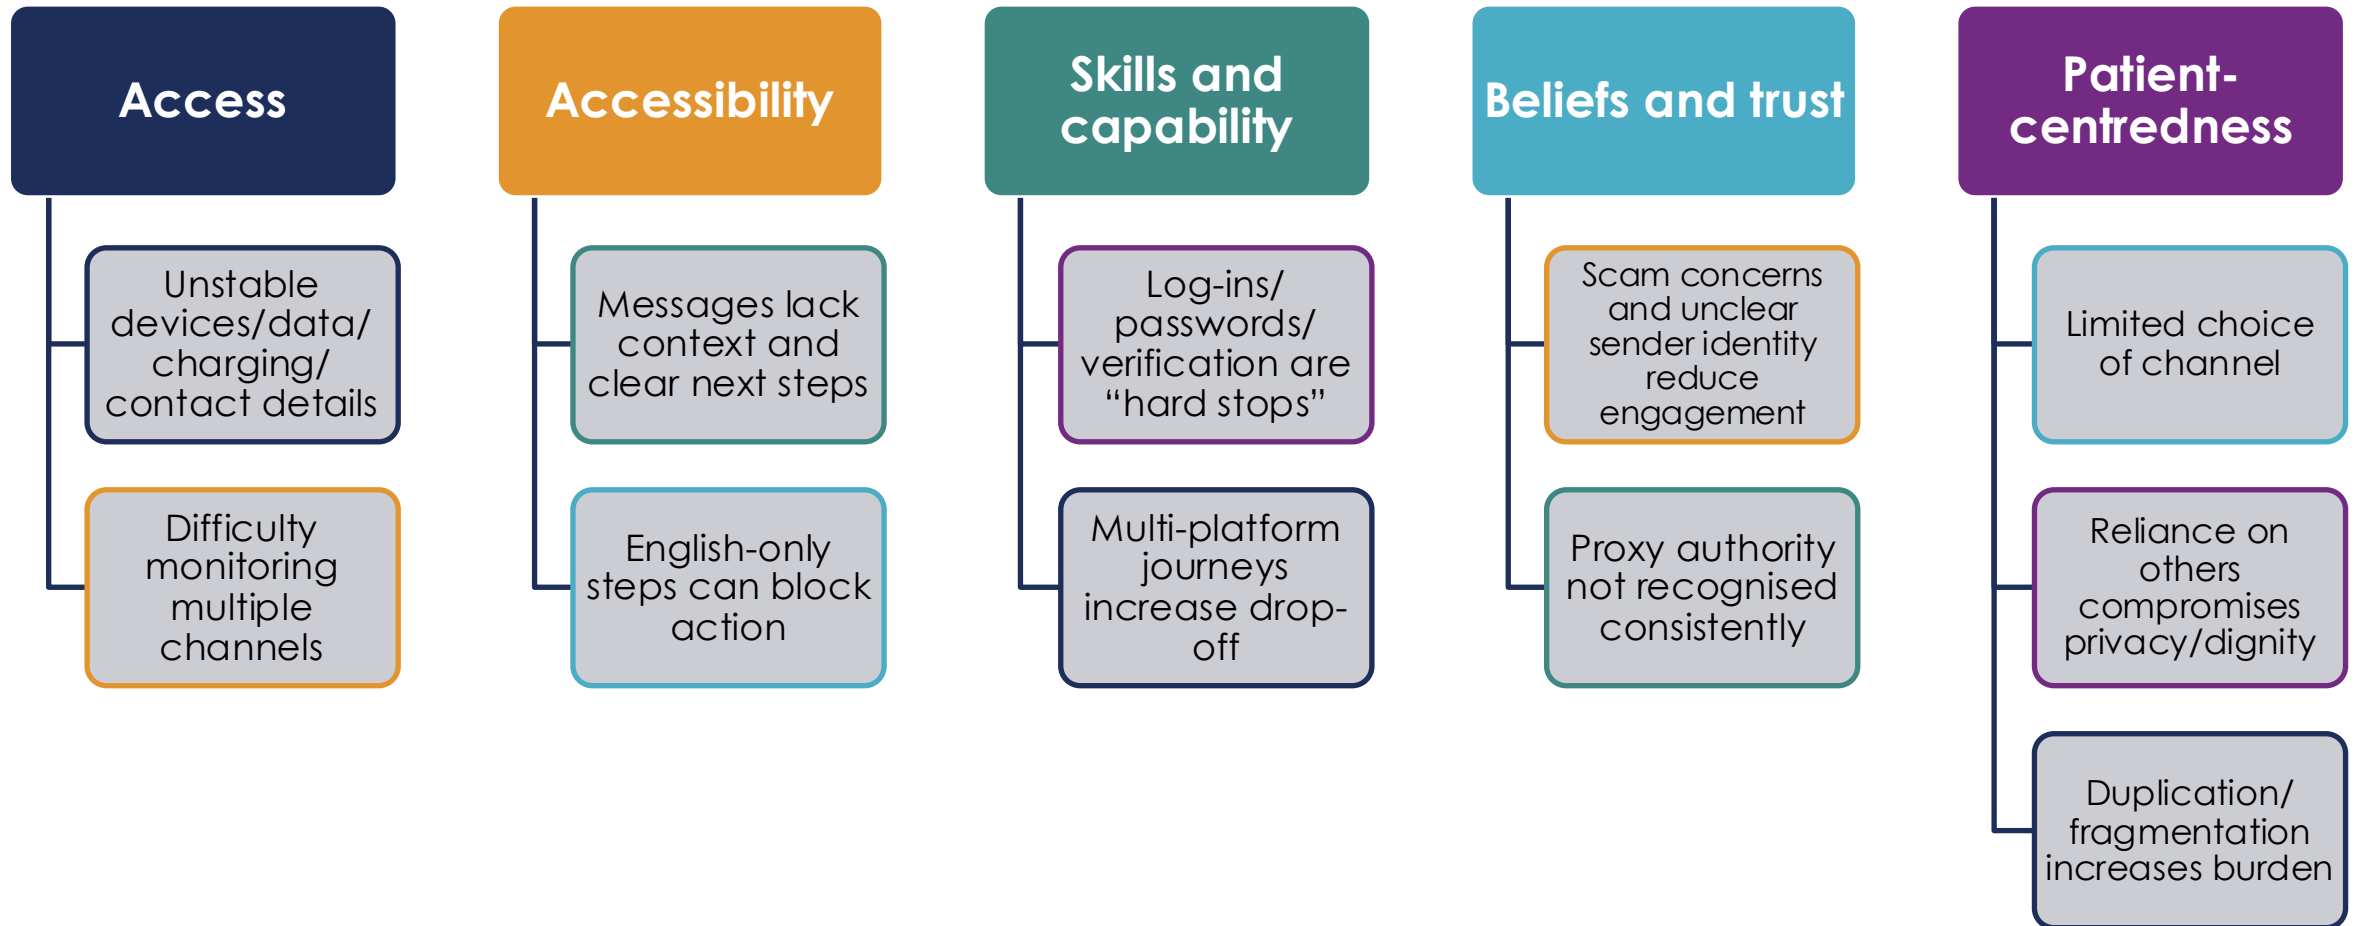 Access
Unstable
devices/data/
charging/
contact details
Difficulty
monitoring
multiple
channels
Accessibility
Messages lack
context and
clear next steps
English-only
steps can block
action
Skills and
capability
Log-ins/
passwords/
verification are
“hard stops”
Multi-platform
journeys
increase drop-
off
Beliefs and trust
Scam concerns
and unclear
sender identity
reduce
engagement
Proxy authority
not recognised
consistently
Patient-
centredness
Limited choice
of channel
Reliance on
others
compromises
privacy/dignity
Duplication/
fragmentation
increases burden